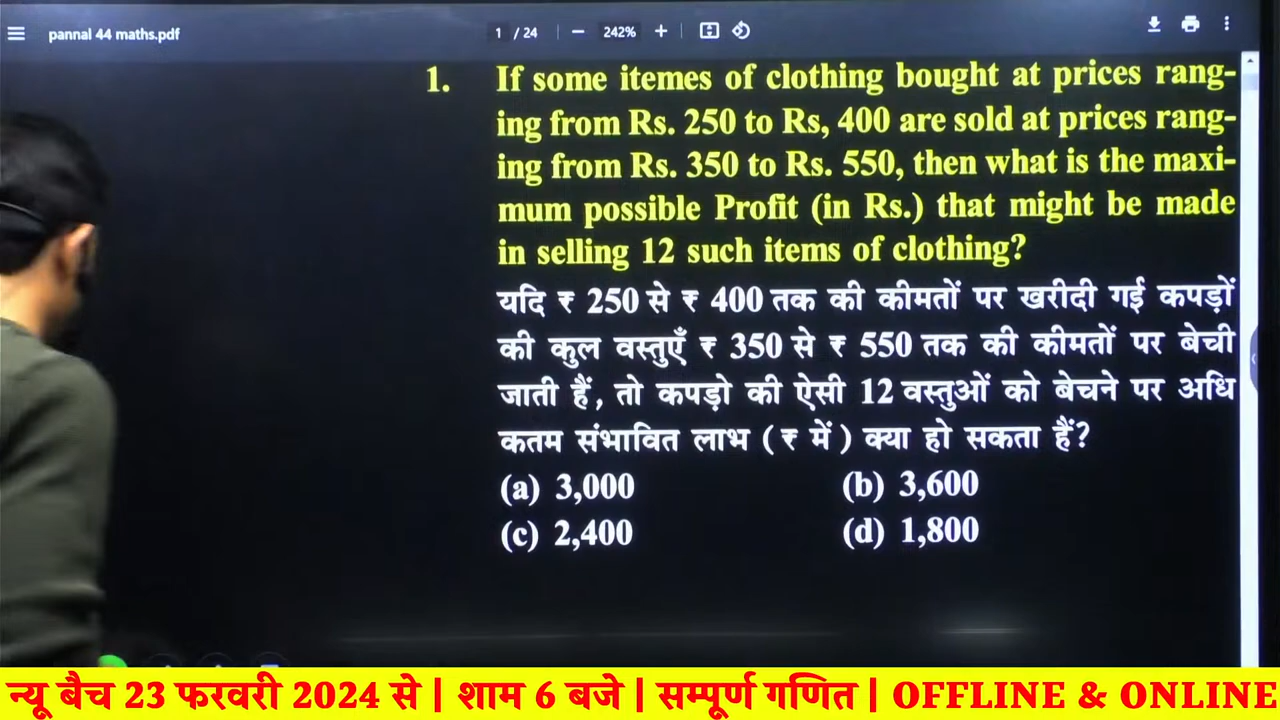 pannal 44 maths.pdf
1 / 24
242%
1. If some itemes of clothing bought at prices rang-
ing from Rs. 250 to Rs, 400 are sold at prices rang-
ing from Rs. 350 to Rs. 550, then what is the maxi-
mum possible Profit (in Rs.) that might be made
in selling 12 such items of clothing?
यदि ₹ 250 से ₹ 400 तक की कीमतों पर खरीदी गई कपड़ों
की कुल वस्तुएँ ₹ 350 से ₹ 550 तक की कीमतों पर बेची
जाती हैं, तो कपड़ो की ऐसी 12 वस्तुओं को बेचने पर अधि
कतम संभावित लाभ (₹ में) क्या हो सकता हैं?
(a) 3,000 (b) 3,600
(c) 2,400 (d) 1,800
न्यू बैच 23 फरवरी 2024 से | शाम 6 बजे | सम्पूर्ण गणित | OFFLINE & ONLINE